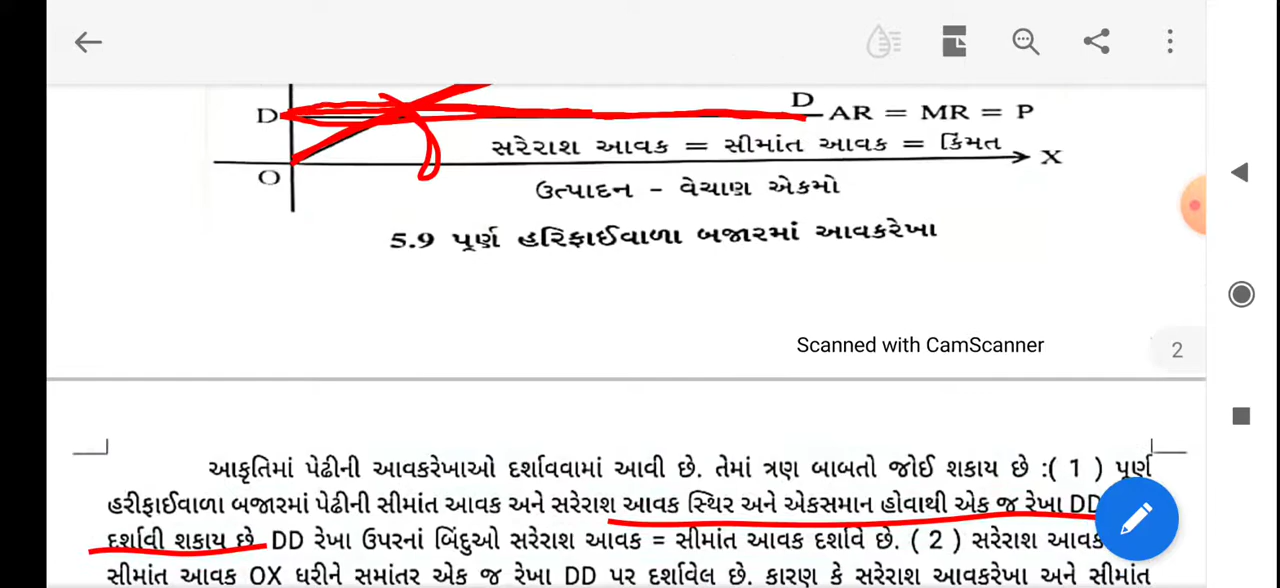 D
D
AR = MR = P
સરેરાશ આવક = સીમાંત આવક = કિંમત
X
O
ઉત્પાદન - વેચાણ એકમો
5.9 પૂર્ણ હરિફાઈવાળા બજારમાં આવકરેખા
Scanned with CamScanner
2
આકૃતિમાં પેઢીની આવકરેખાઓ દર્શાવવામાં આવી છે. તેમાં ત્રણ બાબતો જોઈ શકાય છે :( 1 ) પૂર્ણ
હરીફાઈવાળા બજારમાં પેઢીની સીમાંત આવક અને સરેરાશ આવક સ્થિર અને એકસમાન હોવાથી એક જ રેખા DD
દર્શાવી શકાય છે. DD રેખા ઉપરનાં બિંદુઓ સરેરાશ આવક = સીમાંત આવક દર્શાવે છે. ( 2 ) સરેરાશ આવક
સીમાંત આવક OX ધરીને સમાંતર એક જ રેખા DD પર દર્શાવેલ છે. કારણ કે સરેરાશ આવકરેખા અને સીમાંત